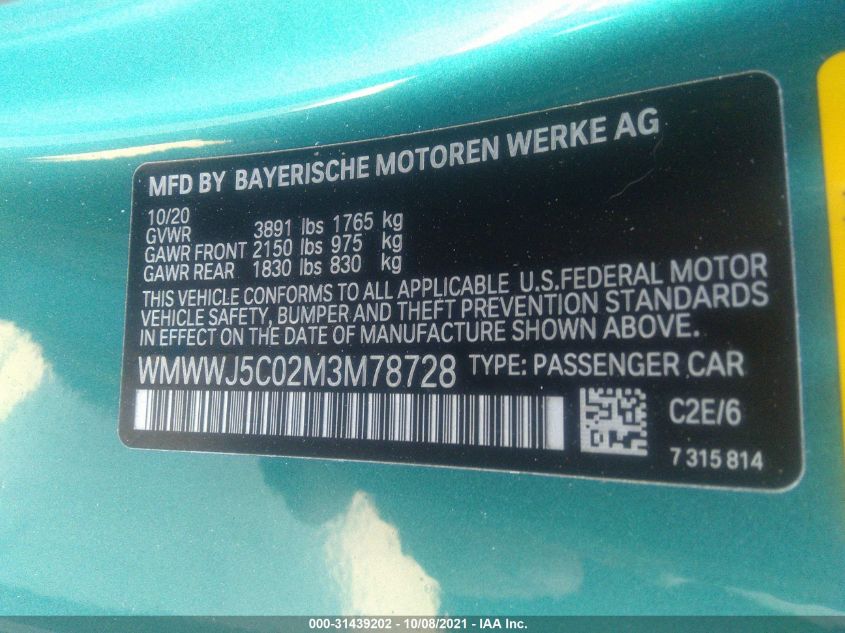 MFD BY BAYERISCHE MOTOREN WERKE AG
10/20
GVWR 3891 lbs 1765 kg
GAWR FRONT 2150 lbs 975 kg
GAWR REAR 1830 lbs 830 kg
THIS VEHICLE CONFORMS TO ALL APPLICABLE U.S.FEDERAL MOTOR
VEHICLE SAFETY, BUMPER AND THEFT PREVENTION STANDARDS
IN EFFECT ON THE DATE OF MANUFACTURE SHOWN ABOVE.
WMWWJ5C02M3M78728 TYPE: PASSENGER CAR
C2E/6
7 315 814
000-31439202 - 10/08/2021 - IAA Inc.